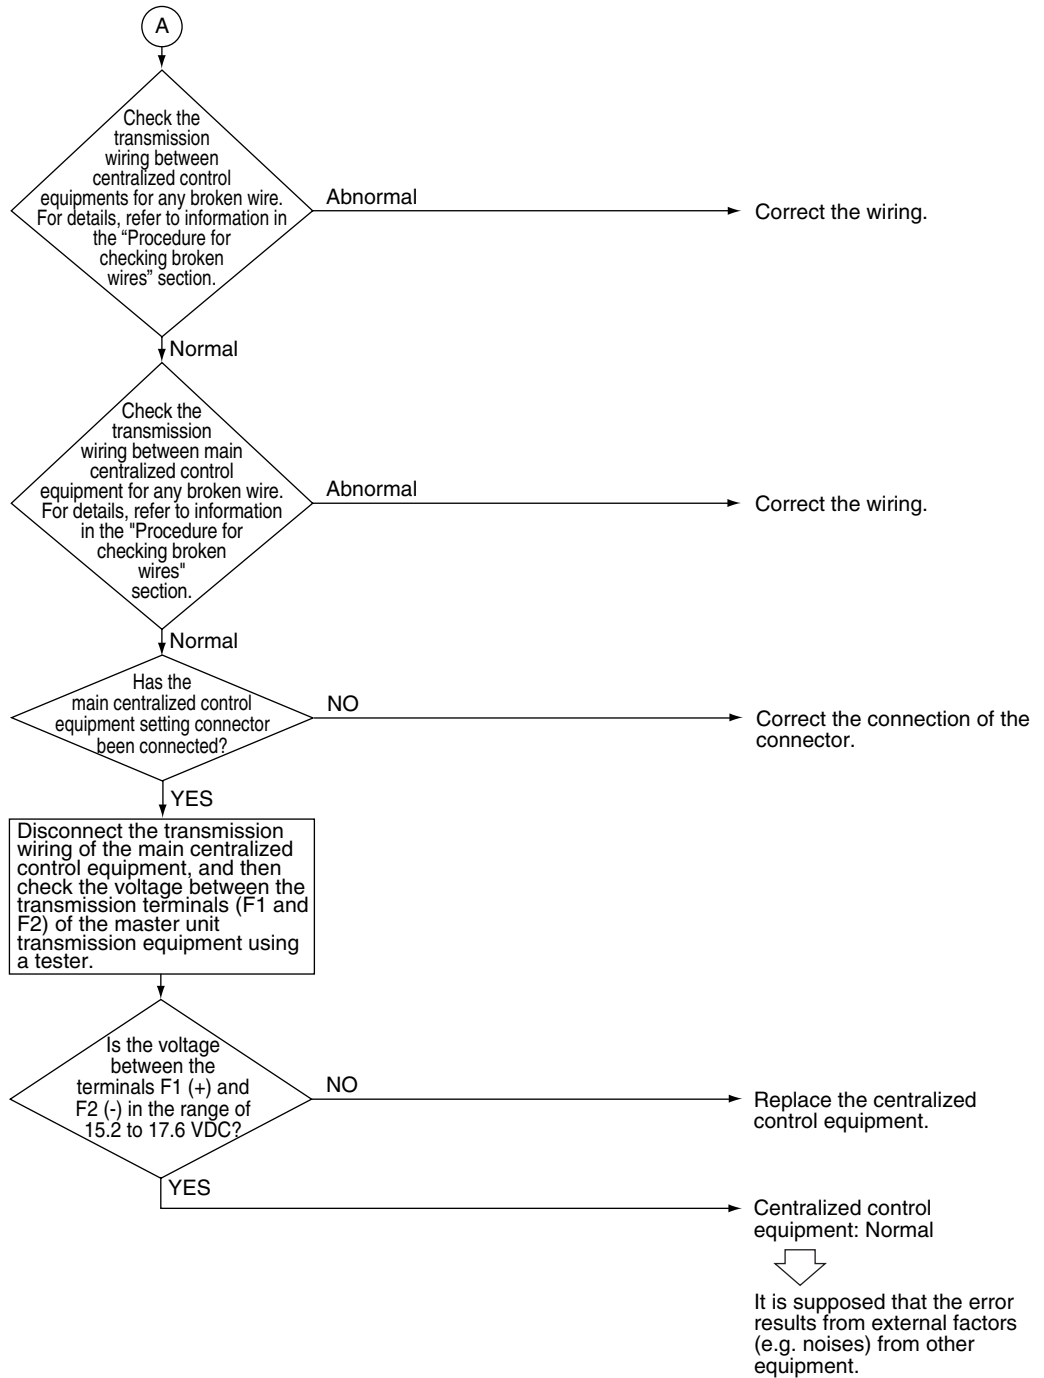 A
Check the
transmission
wiring between
centralized control
equipments for any broken wire.
For details, refer to information in
the “Procedure for
checking broken
wires” section.
Abnormal
Correct the wiring.
Normal
Check the
transmission
wiring between main
centralized control
equipment for any broken wire.
For details, refer to information
in the "Procedure for
checking broken
wires"
section.
Abnormal
Correct the wiring.
Normal
Has the
main centralized control
equipment setting connector
been connected?
NO
Correct the connection of the
connector.
YES
Disconnect the transmission
wiring of the main centralized
control equipment, and then
check the voltage between the
transmission terminals (F1 and
F2) of the master unit
transmission equipment using
a tester.
Is the voltage
between the
terminals F1 (+) and
F2 (-) in the range of
15.2 to 17.6 VDC?
NO
Replace the centralized
control equipment.
YES
Centralized control
equipment: Normal
It is supposed that the error
results from external factors
(e.g. noises) from other
equipment.